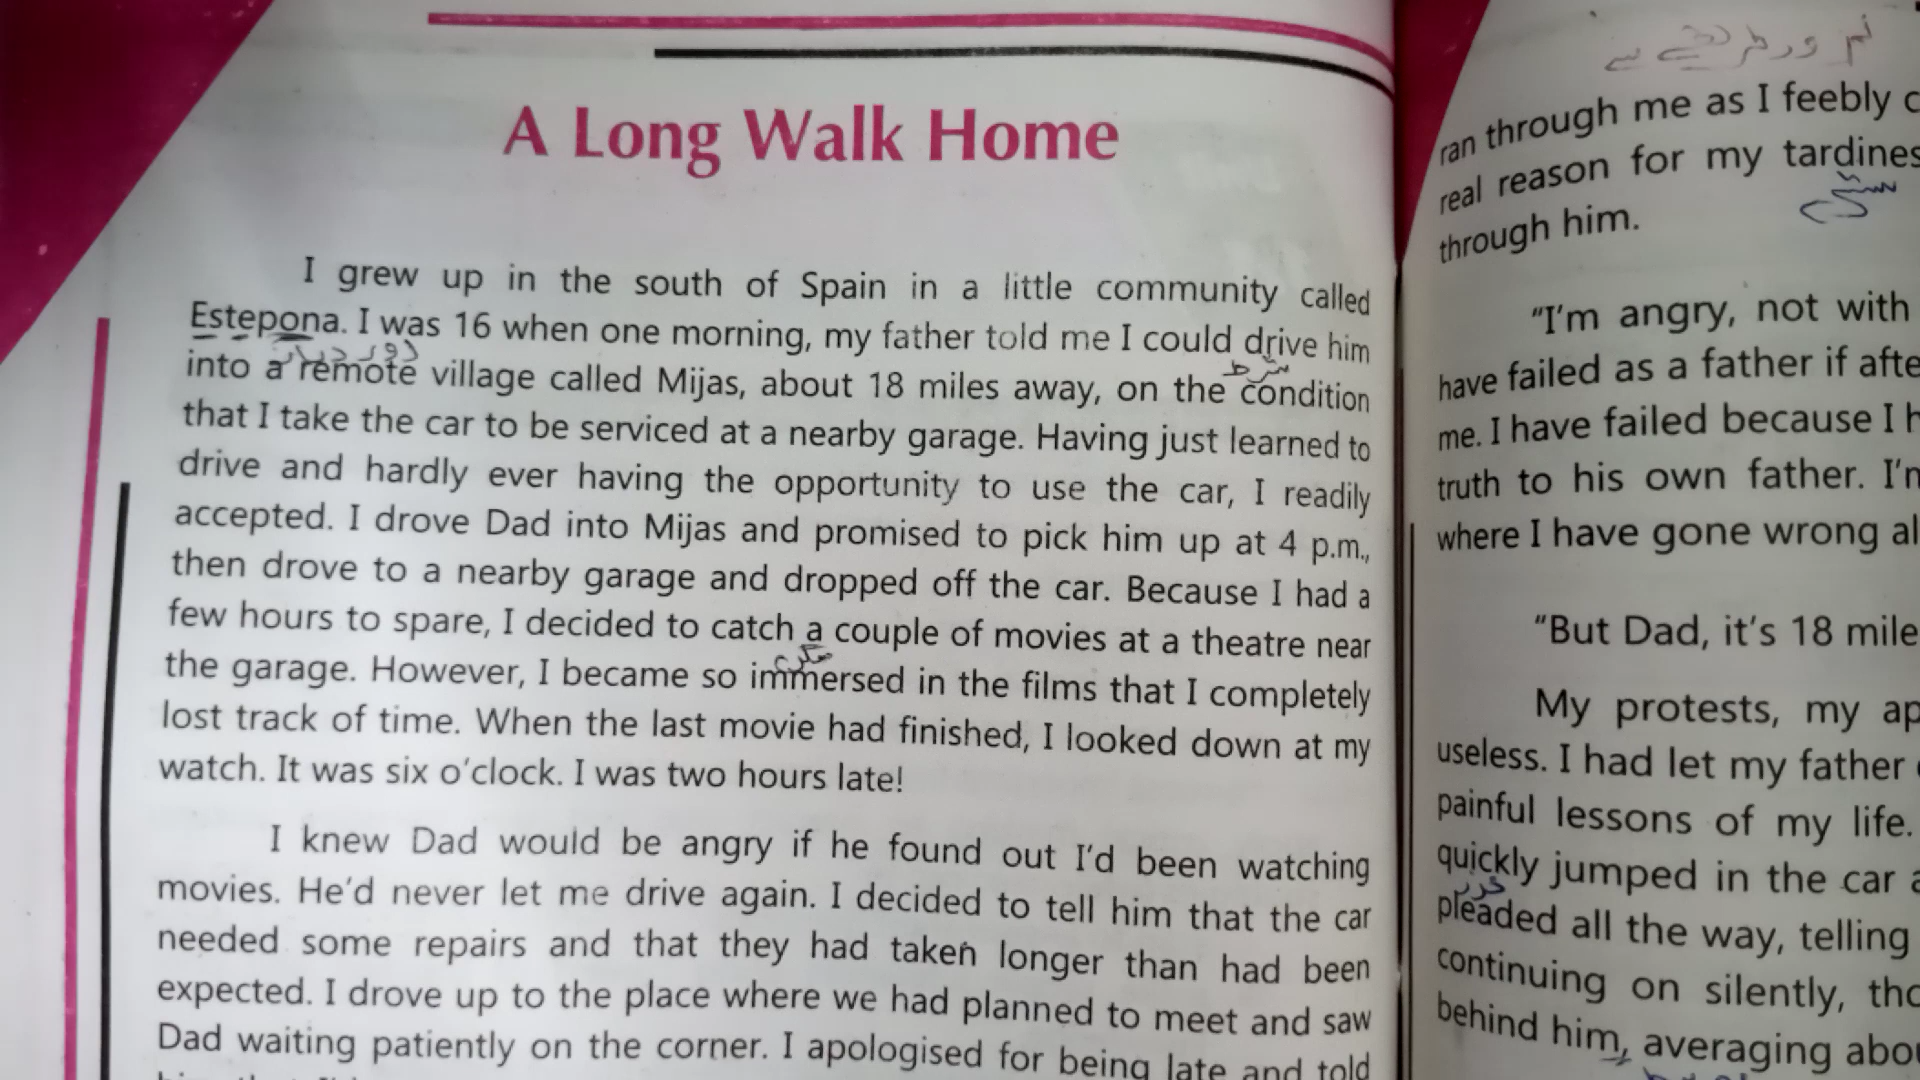 A Long Walk Home
I grew up in the south of Spain in a little community called
Estepona. I was 16 when one morning, my father told me I could drive him
دور دیار
شرط
into a remote village called Mijas, about 18 miles away, on the condition
that I take the car to be serviced at a nearby garage. Having just learned to
drive and hardly ever having the opportunity to use the car, I readily
accepted. I drove Dad into Mijas and promised to pick him up at 4 p.m.,
then drove to a nearby garage and dropped off the car. Because I had a
few hours to spare, I decided to catch a couple of movies at a theatre near
the garage. However, I became so immersed in the films that I completely
lost track of time. When the last movie had finished, I looked down at my
watch. It was six o'clock. I was two hours late!
I knew Dad would be angry if he found out I'd been watching
movies. He'd never let me drive again. I decided to tell him that the car
needed some repairs and that they had taken longer than had been
expected. I drove up to the place where we had planned to meet and saw
Dad waiting patiently on the corner. I apologised for being late and told
ran through me as I feebly
real reason for my
through him.
"I'm angry, not with
have failed as a father if
me. I have failed because I
truth to his own father.
where I have gone wrong
"But Dad, it's 18
My protests, my
useless. I had let my father
painful lessons of my life.
quickly jumped in the car
pleaded all the way, telling
continuing on silently,
behind him, averaging